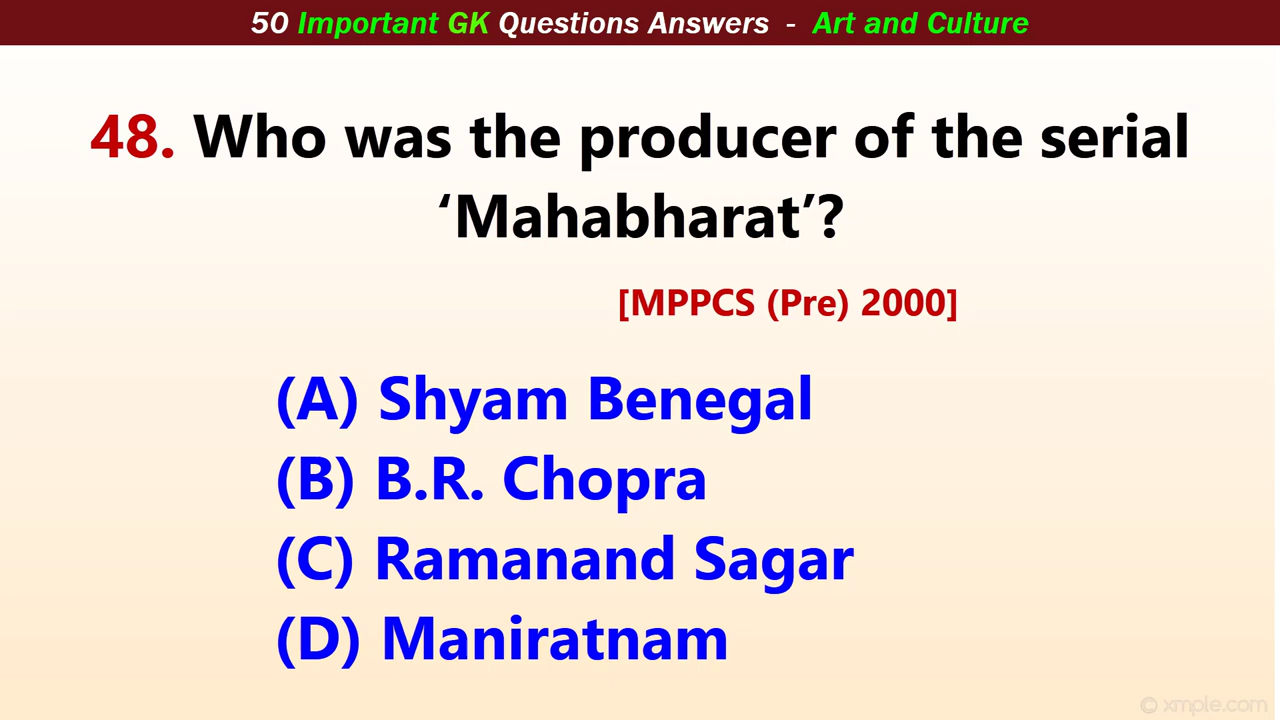 50 Important GK Questions Answers - Art and Culture
48. Who was the producer of the serial
‘Mahabharat’?
[MPPCS (Pre) 2000]
(A) Shyam Benegal
(B) B.R. Chopra
(C) Ramanand Sagar
(D) Maniratnam
© xmple.com